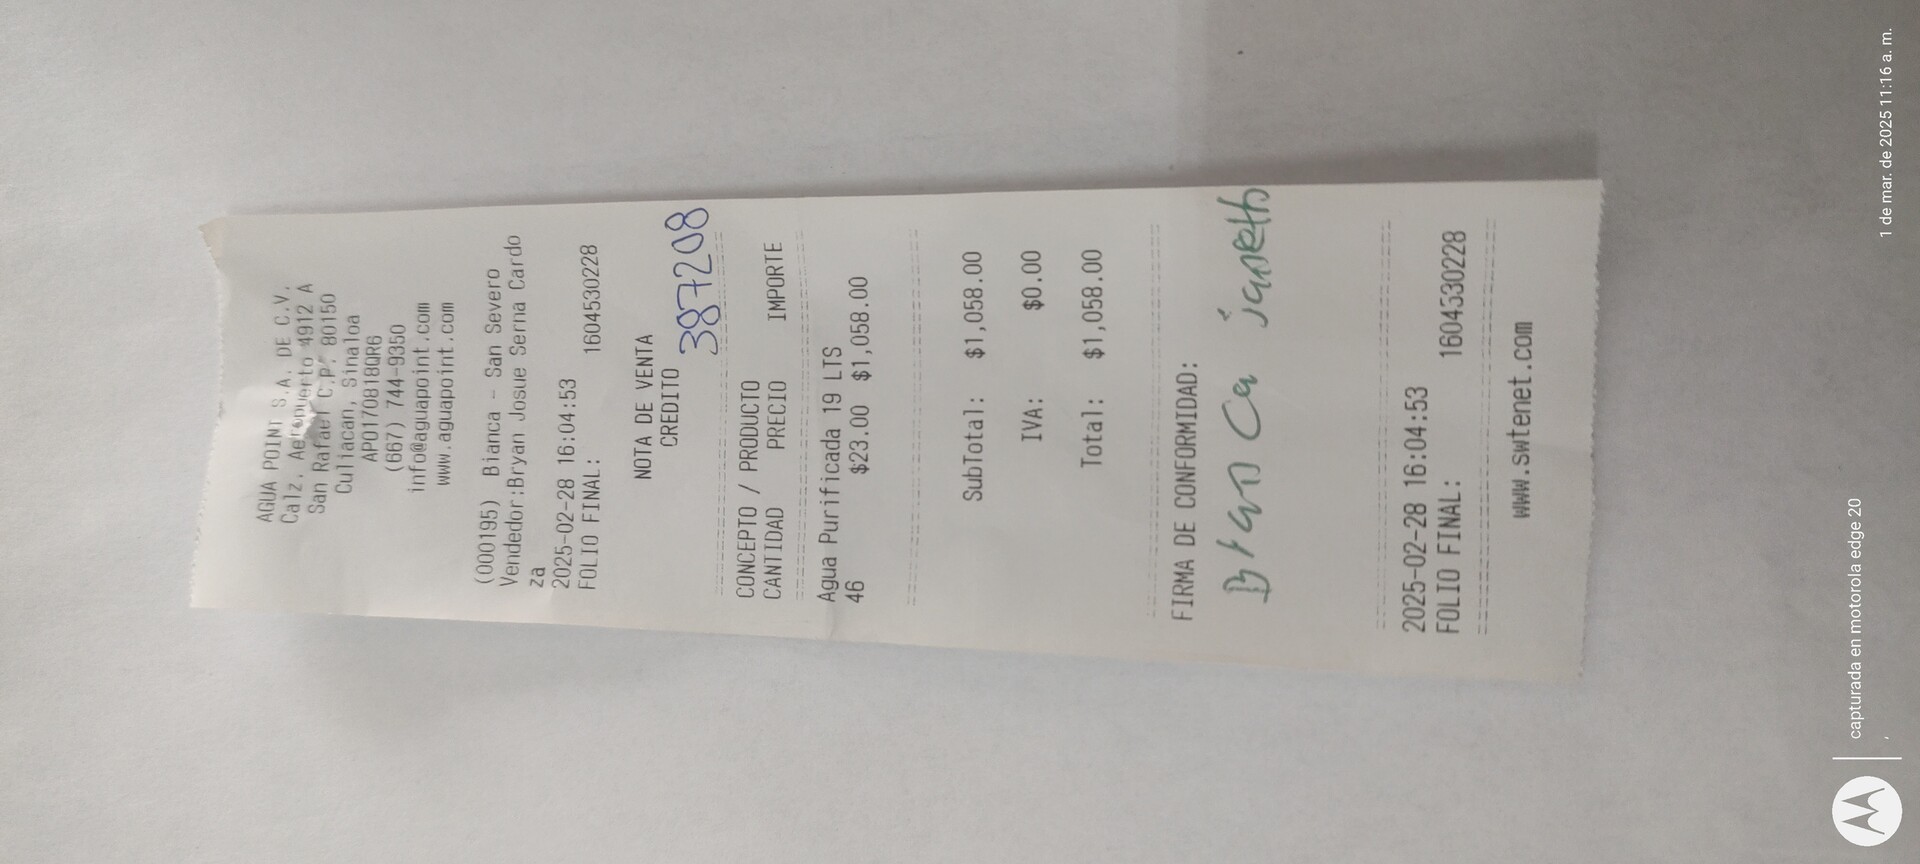 AGUA POINT S.A. DE C.V.
Calz. Aeropuerto 4912 A
San Rafael C.P. 80150
Culiacan, Sinaloa
APO170818QR6
(667) 744-9350
info@aguapoint.com
www.aguapoint.com
(000195) Bianca - San Severo
Vendedor:Bryan Josue Serna Cardo
za
2025-02-28 16:04:53
FOLIO FINAL: 1604530228
NOTA DE VENTA
CREDITO
387208
CONCEPTO / PRODUCTO
CANTIDAD PRECIO IMPORTE
Agua Purificada 19 LTS
46 $23.00 $1,058.00
SubTotal: $1,058.00
IVA: $0.00
Total: $1,058.00
FIRMA DE CONFORMIDAD:
Bianca janeth
2025-02-28 16:04:53
FOLIO FINAL: 1604530228
www.swtenet.com
capturada en motorola edge 20
1 de mar. de 2025 11:16 a. m.